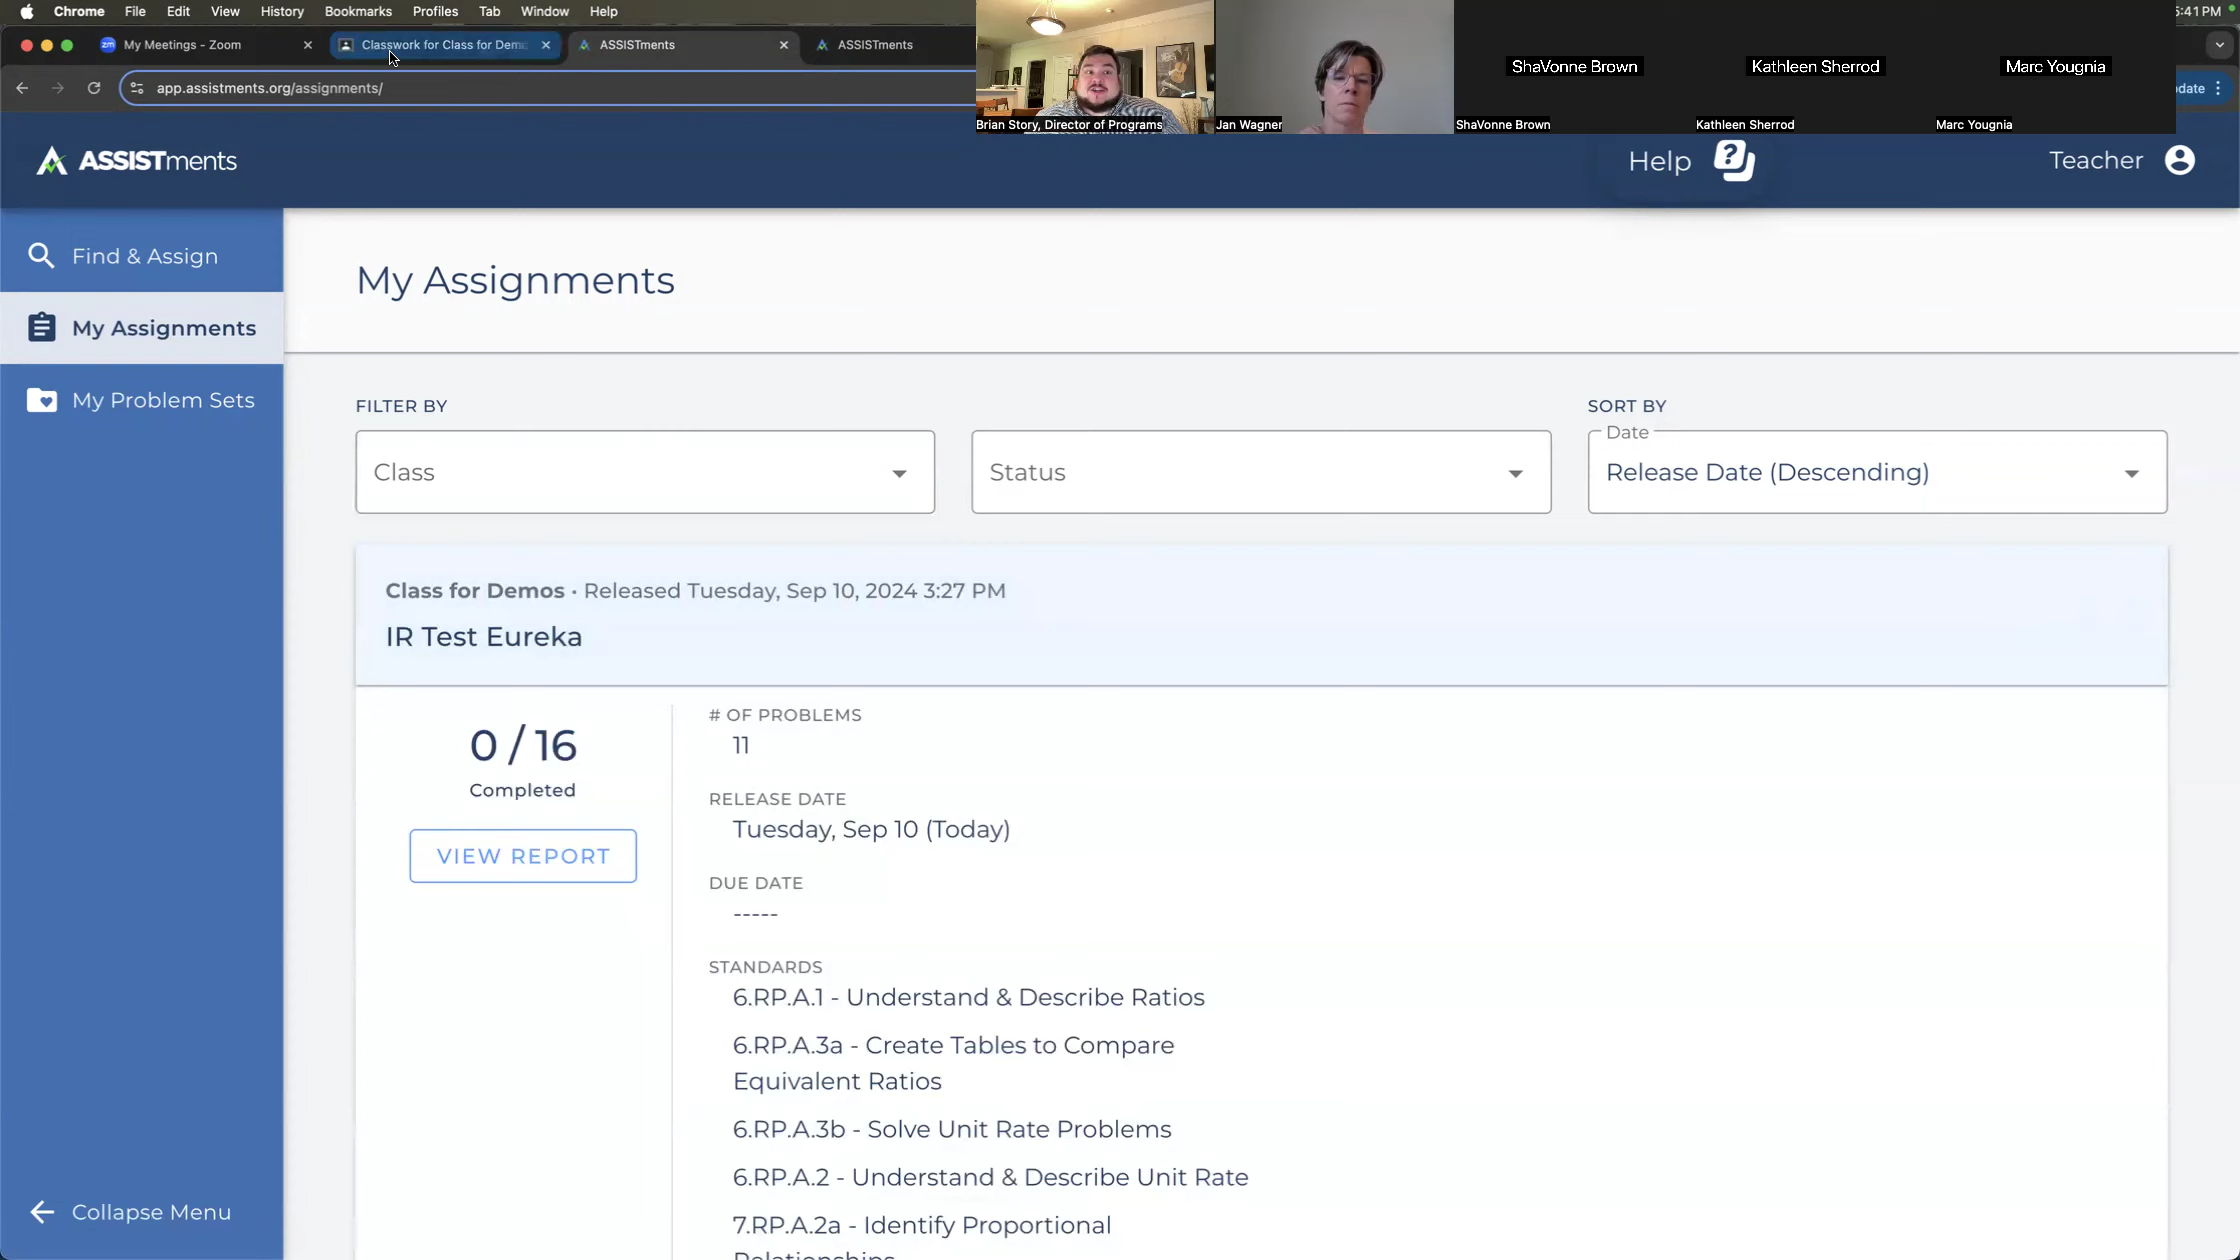 Chrome File Edit View History Bookmarks Profiles Tab Window Help
5:41 PM
My Meetings - Zoom
Classwork for Class for Dem
ASSISTments
ASSISTments
app.assistments.org/assignments/
date
ShaVonne Brown
Kathleen Sherrod
Marc Yougnia
Brian Story, Director of Programs
Jan Wagner
ShaVonne Brown
Kathleen Sherrod
Marc Yougnia
ASSISTments
Help
Teacher
Find & Assign
My Assignments
My Problem Sets
Collapse Menu
My Assignments
FILTER BY
Class
Status
SORT BY
Date
Release Date (Descending)
Class for Demos • Released Tuesday, Sep 10, 2024 3:27 PM
IR Test Eureka
0 / 16
Completed
VIEW REPORT
# OF PROBLEMS
11
RELEASE DATE
Tuesday, Sep 10 (Today)
DUE DATE
-----
STANDARDS
6.RP.A.1 - Understand & Describe Ratios
6.RP.A.3a - Create Tables to Compare
Equivalent Ratios
6.RP.A.3b - Solve Unit Rate Problems
6.RP.A.2 - Understand & Describe Unit Rate
7.RP.A.2a - Identify Proportional
Relationships